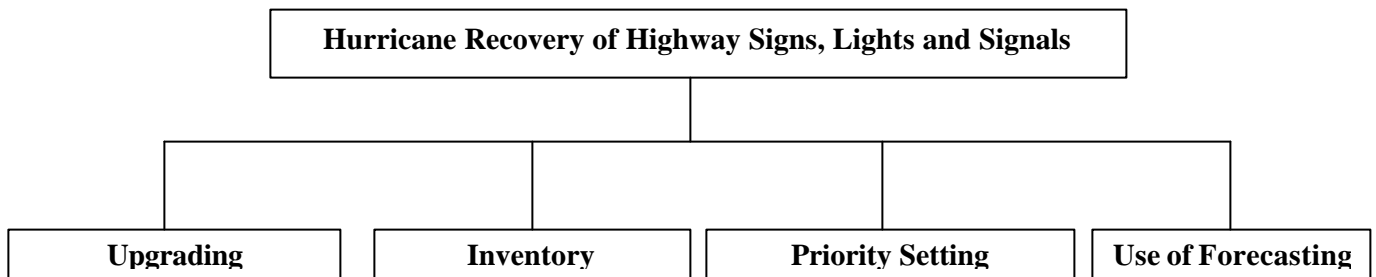 Hurricane Recovery of Highway Signs, Lights and Signals
Upgrading
Inventory
Priority Setting
Use of Forecasting